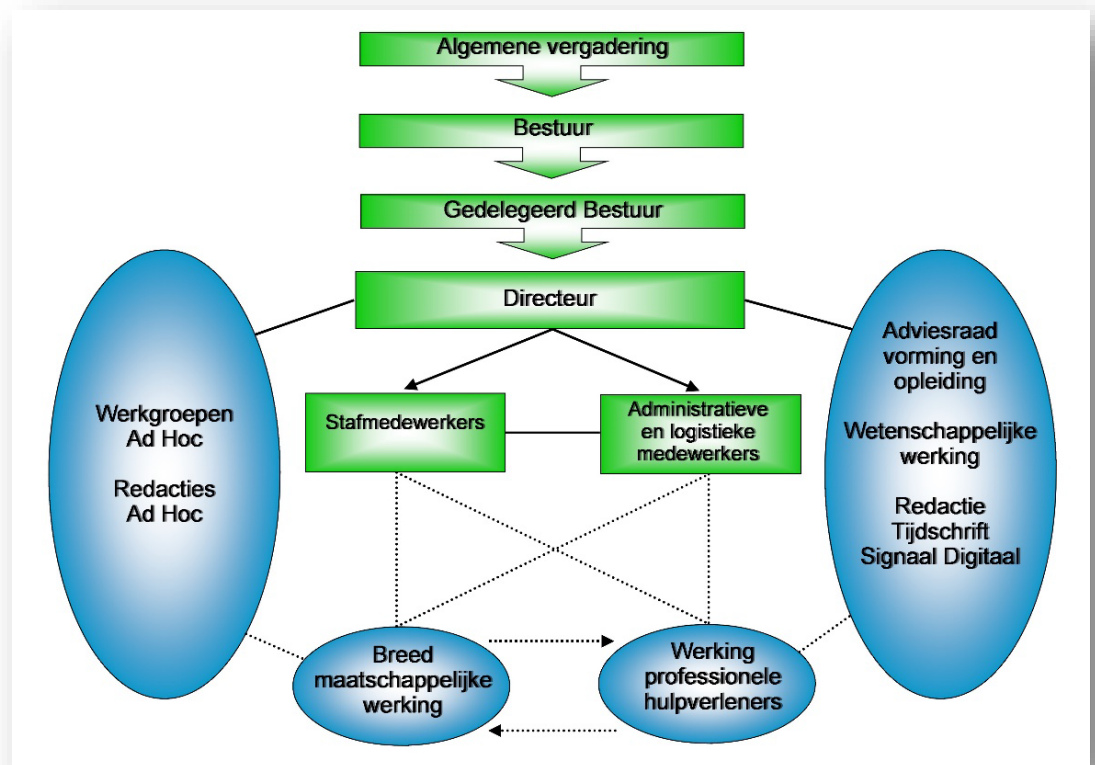 Algemene vergadering
Bestuur
Gedelegeerd Bestuur
Directeur
Stafmedewerkers
Administratieve
en logistieke
medewerkers
Werkgroepen
Ad Hoc
Redacties
Ad Hoc
Adviesraad
vorming en
opleiding
Wetenschappelijke
werking
Redactie
Tijdschrift
Signaal Digitaal
Breed
maatschappelijke
werking
Werking
professionele
hulpverleners